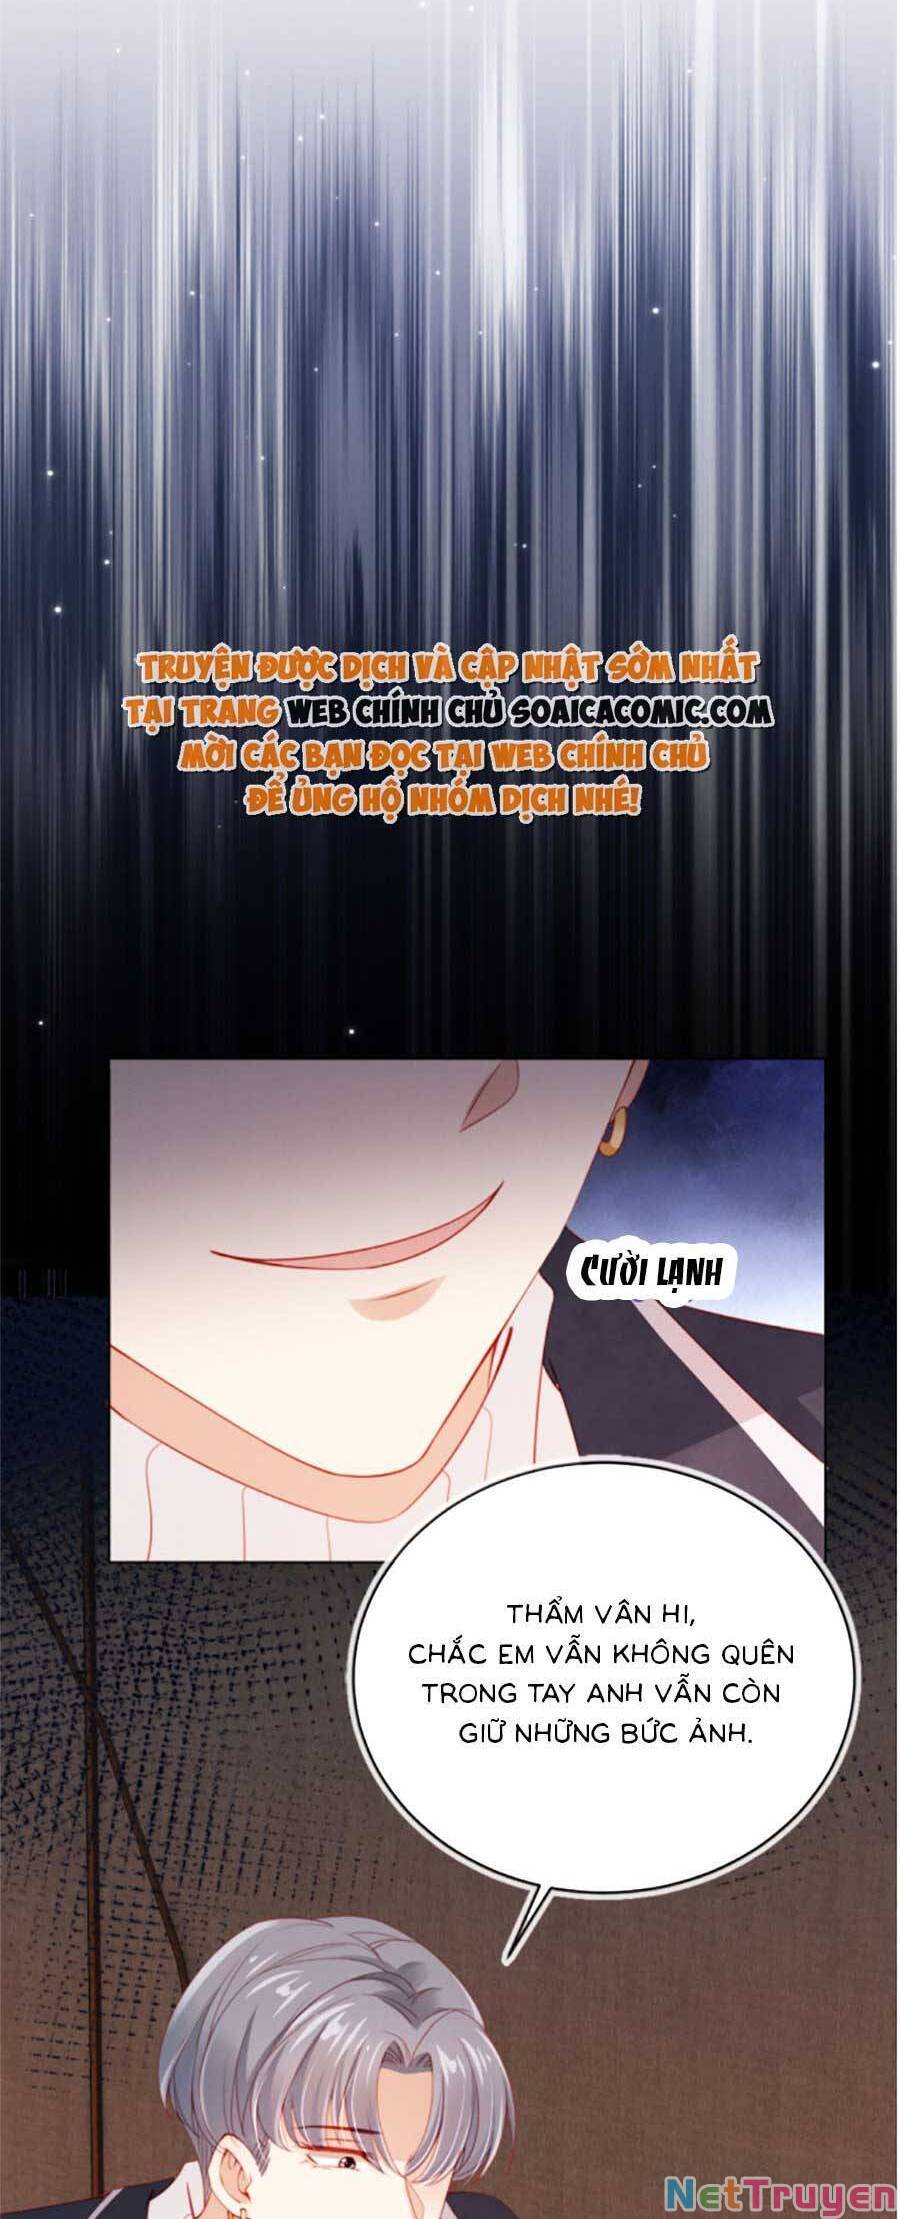 TRUYỆN ĐƯỢC DỊCH VÀ CẬP NHẬT SỚM NHẤT
TẠI TRANG WEB CHÍNH CHỦ SOAICACOMIC.COM
MỜI CÁC BẠN ĐỌC TẠI WEB CHÍNH CHỦ
ĐỂ ỦNG HỘ NHÓM DỊCH NHÉ!
CƯỜI LẠNH
THẨM VÂN HI,
CHẮC EM VẪN KHÔNG QUÊN
TRONG TAY ANH VẪN CÒN
GIỮ NHỮNG BỨC ẢNH.
NetTruyen